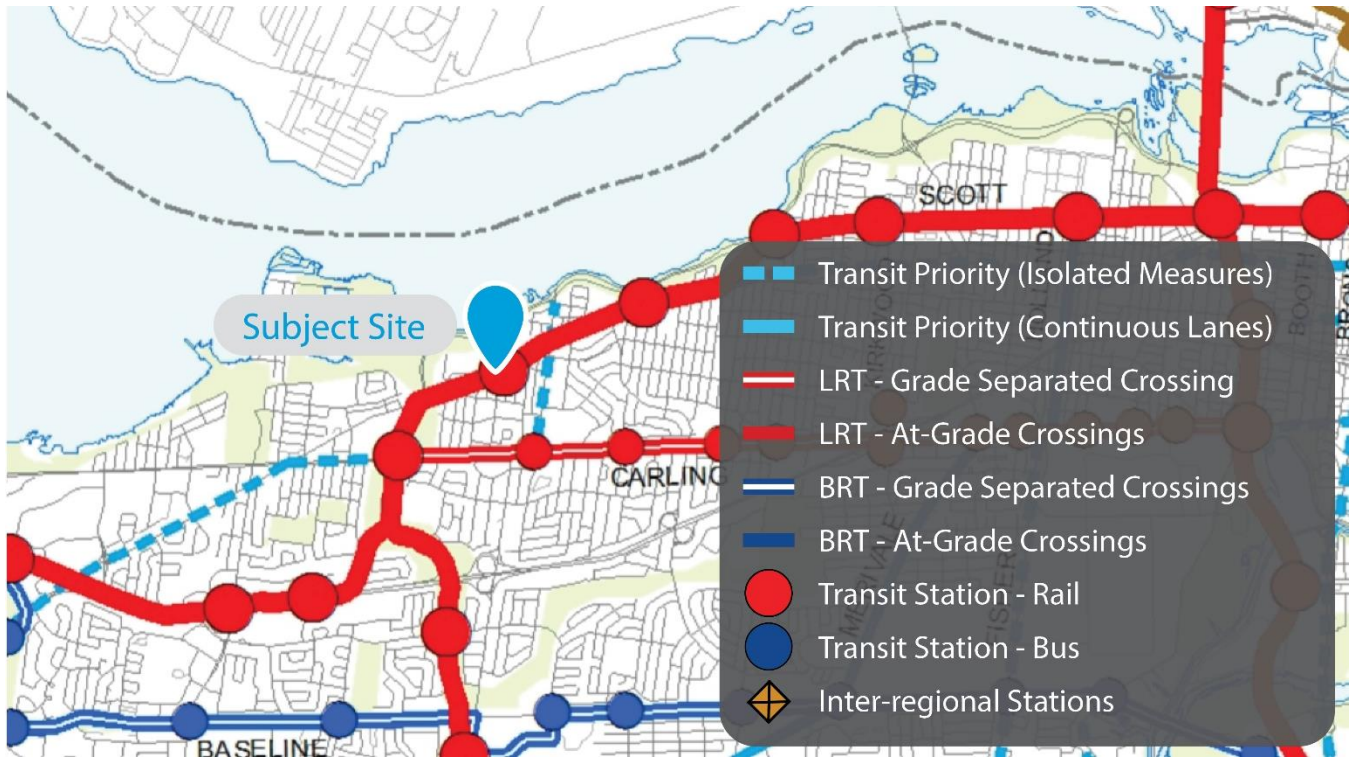 SCOTT
Subject Site
CARLING
BASELINE
Transit Priority (Isolated Measures)
Transit Priority (Continuous Lanes)
LRT - Grade Separated Crossing
LRT - At-Grade Crossings
BRT - Grade Separated Crossings
BRT - At-Grade Crossings
Transit Station - Rail
Transit Station - Bus
Inter-regional Stations
MERIVALE
FISHER
BOOTH